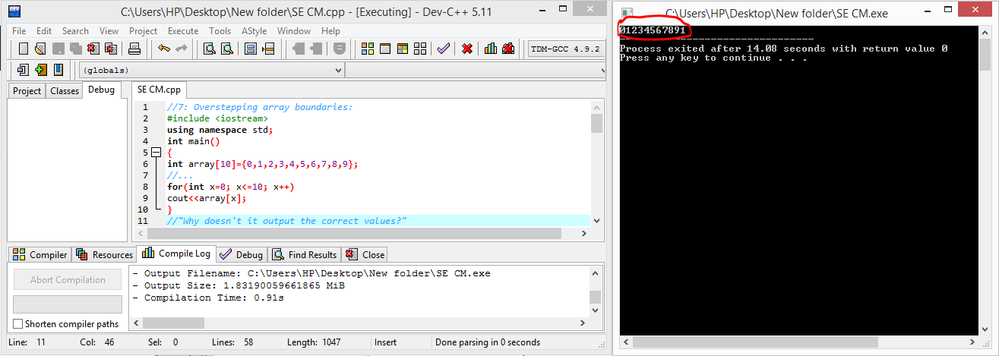 C:\Users\HP\Desktop\New folder\SE CM.cpp - [Executing] - Dev-C++ 5.11
File Edit Search View Project Execute Tools AStyle Window Help
TDM-GCC 4.9.2
(globals)
Project Classes Debug
SE CM.cpp
1 //7: Overstepping array boundaries:
2 #include <iostream>
3 using namespace std;
4 int main()
5 {
6 int array[10]={0,1,2,3,4,5,6,7,8,9};
7 //...
8 for(int x=0; x<=10; x++)
9 cout<<array[x];
10 }
11 //"Why doesn't it output the correct values?"
Compiler Resources Compile Log Debug Find Results Close
Abort Compilation
Shorten compiler paths
- Output Filename: C:\Users\HP\Desktop\New folder\SE CM.exe
- Output Size: 1.83190059661865 MiB
- Compilation Time: 0.91s
Line: 11 Col: 46 Sel: 0 Lines: 58 Length: 1047 Insert Done parsing in 0 seconds
C:\Users\HP\Desktop\New folder\SE CM.exe
01234567891
--------------------------------
Process exited after 14.08 seconds with return value 0
Press any key to continue . . .